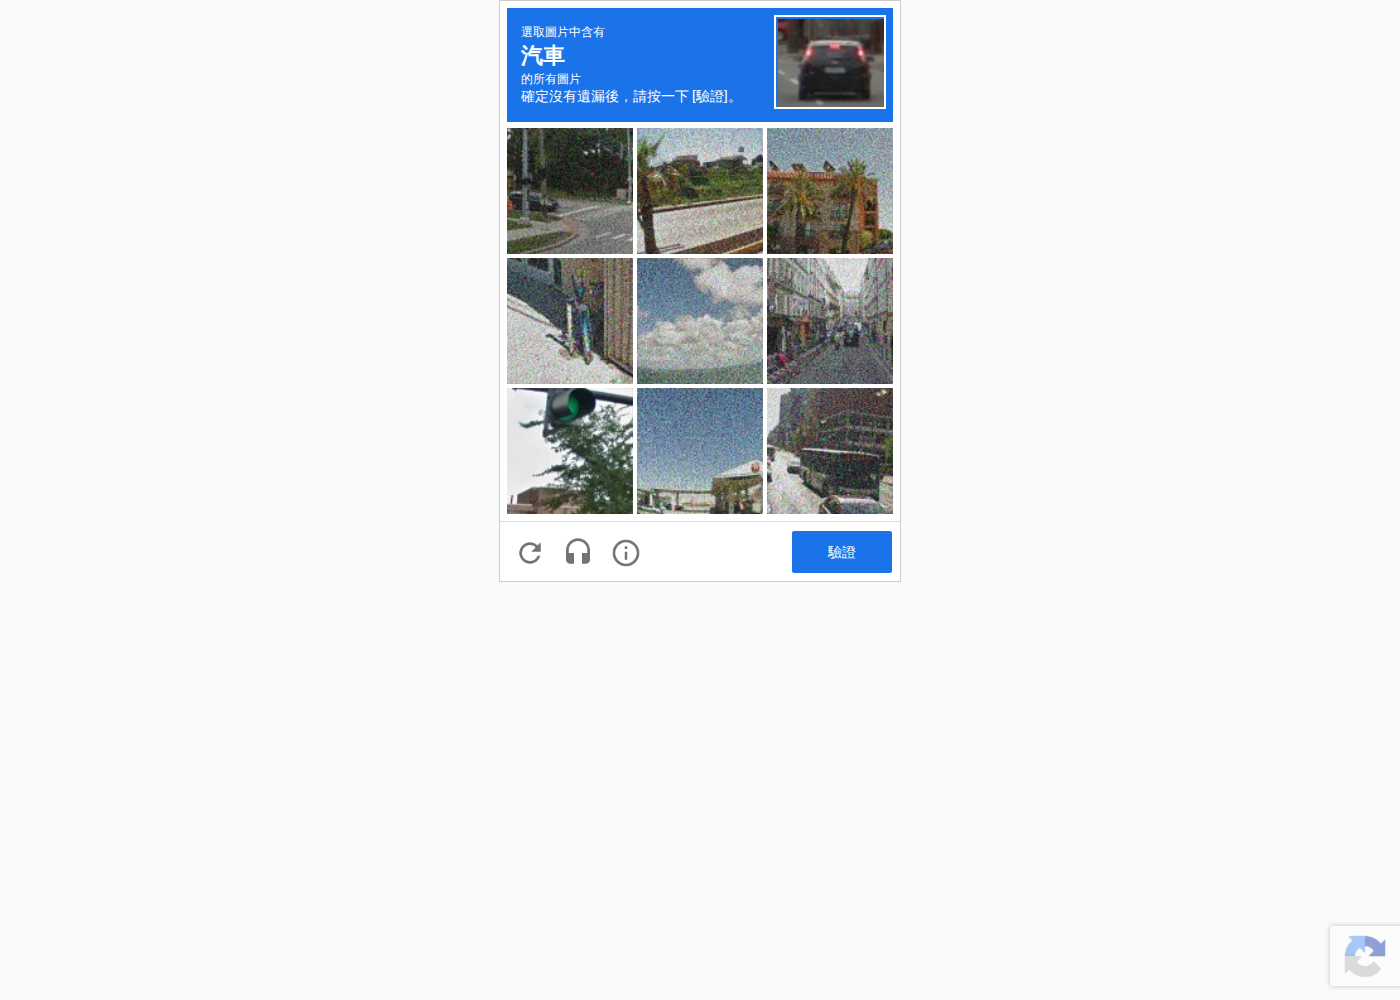 選取圖片中含有
汽車
的所有圖片
確定沒有遺漏後，請按一下 [驗證]。
驗證